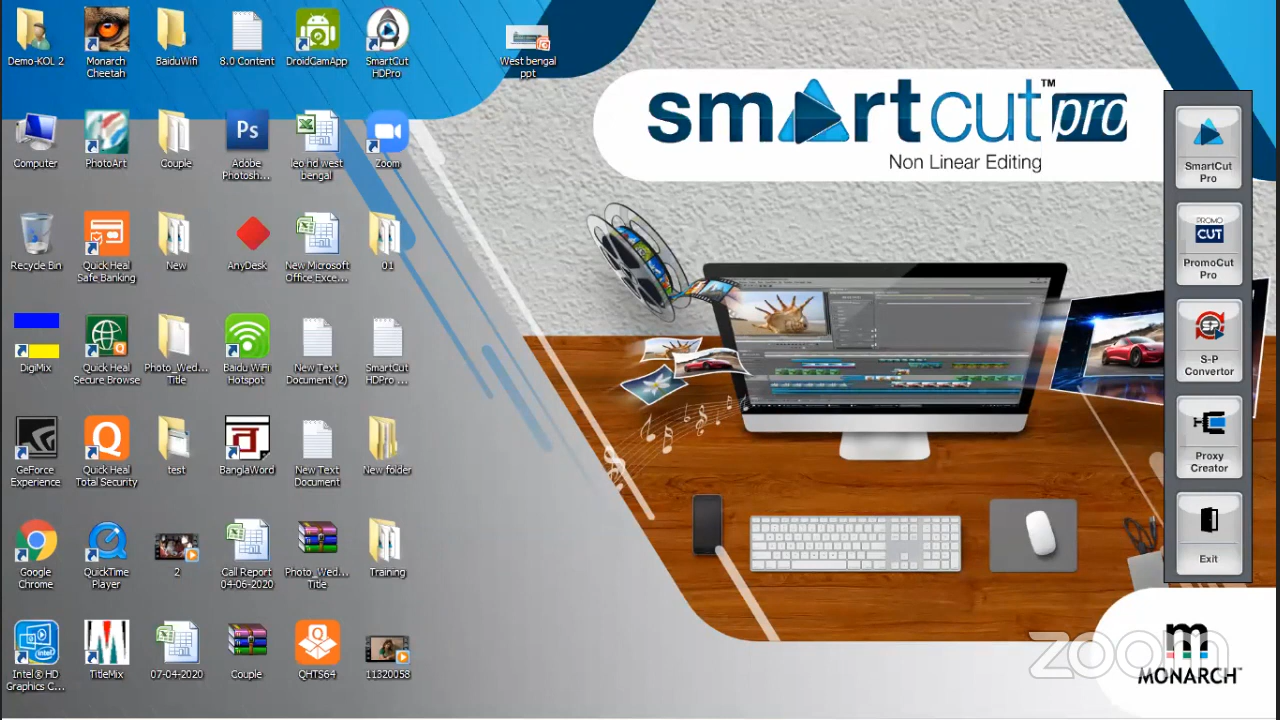 Demo-KOL 2
Monarch
Cheetah
BaiduWifi
8.0 Content
DroidCamApp
SmartCut
HDPro
West bengal
ppt
Computer
PhotoArt
Couple
Ps
Adobe
Photosh...
leo hd west
bengal
Zoom
smartcut pro™
Non Linear Editing
Recycle Bin
Quick Heal
Safe Banking
New
AnyDesk
New Microsoft
Office Exce...
01
DigiMix
Quick Heal
Secure Browse
Photo_Wed...
Title
Baidu WiFi
Hotspot
New Text
Document (2)
SmartCut
HDPro ...
GeForce
Experience
Quick Heal
Total Security
test
BanglaWord
New Text
Document
New folder
Google
Chrome
QuickTime
Player
2
Call Report
04-06-2020
Photo_Wed...
Title
Training
Intel® HD
Graphics C...
TitleMix
07-04-2020
Couple
QHTS64
11320058
SmartCut
Pro
PROMO
CUT
PromoCut
Pro
SP
S-P
Convertor
Proxy
Creator
Exit
zoom
MONARCH™